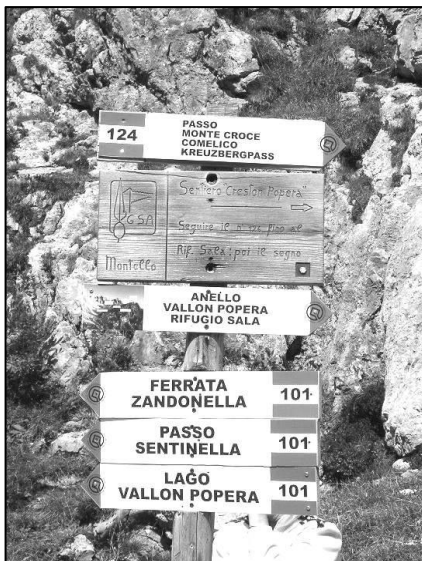 124
PASSO
MONTE CROCE
COMELICO
KREUZBERGPASS
GSA
Montello
Sentiero "Creston Popera"
Seguire il n° 124 fino al
Rif. Sala; poi il segno
ANELLO
VALLON POPERA
RIFUGIO SALA
FERRATA
ZANDONELLA
101
PASSO
SENTINELLA
101
LAGO
VALLON POPERA
101